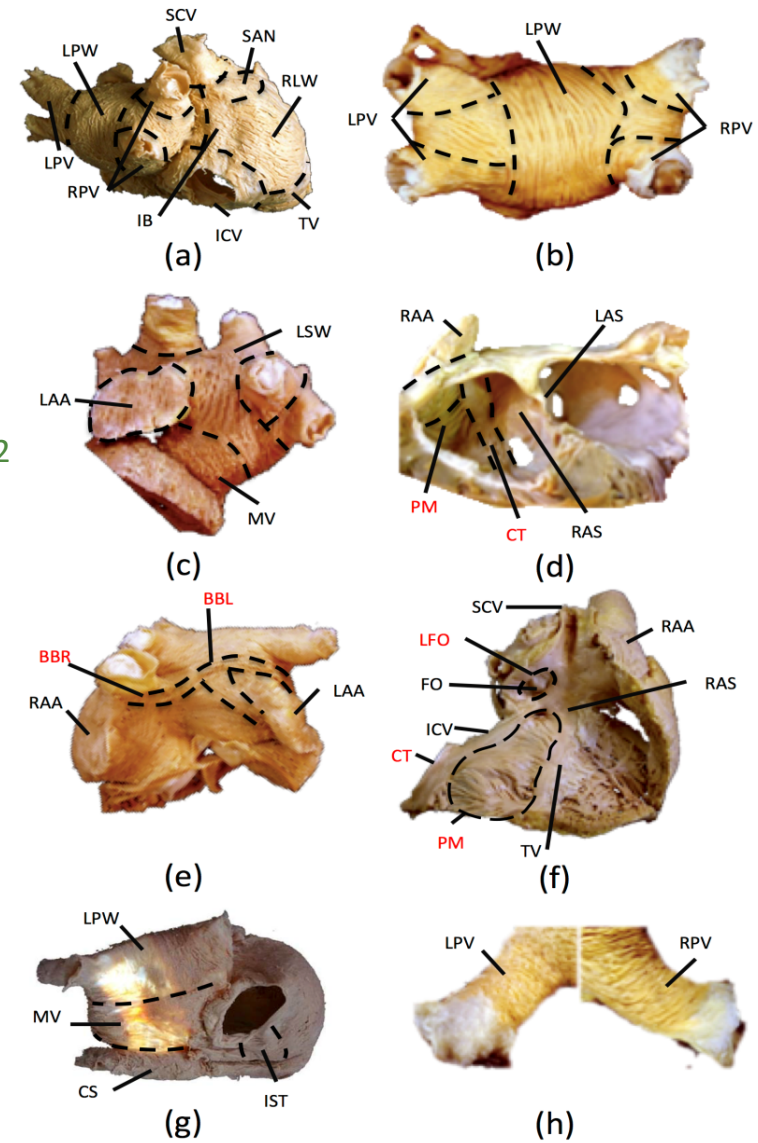 SCV
SAN
LPW
RLW
LPV
RPV
IB
ICV
TV
(a)
LPW
LPV
RPV
(b)
LSW
LAA
MV
(c)
RAA
LAS
PM
CT
RAS
(d)
2
BBL
BBR
RAA
LAA
(e)
SCV
LFO
RAA
FO
RAS
ICV
CT
PM
TV
(f)
LPW
MV
CS
IST
(g)
LPV
RPV
(h)